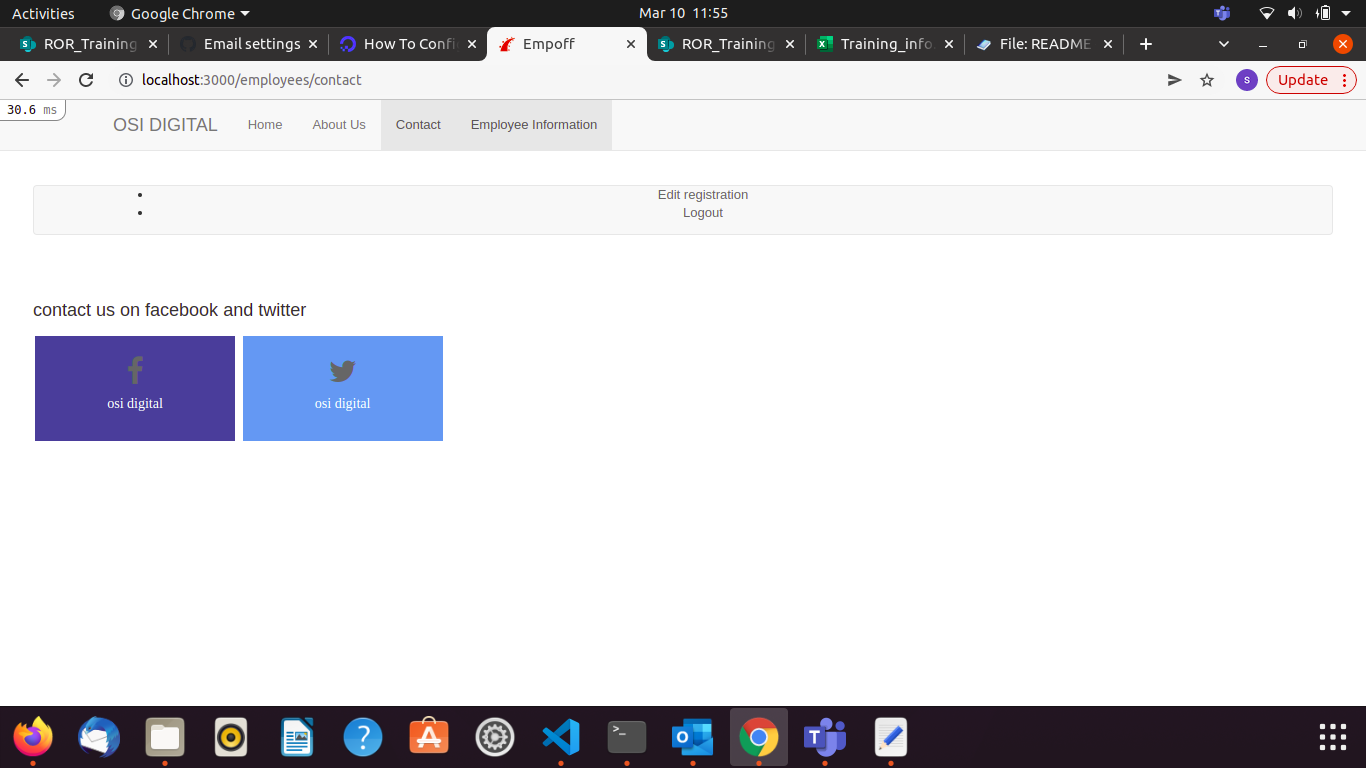 Activities
Google Chrome
Mar 10 11:55
ROR_Training
Email settings
How To Confi
Empoff
ROR_Training
Training_info.
File: README
localhost:3000/employees/contact
S
Update
30.6 ms
OSI DIGITAL
Home
About Us
Contact
Employee Information
Edit registration
Logout
contact us on facebook and twitter
osi digital
osi digital